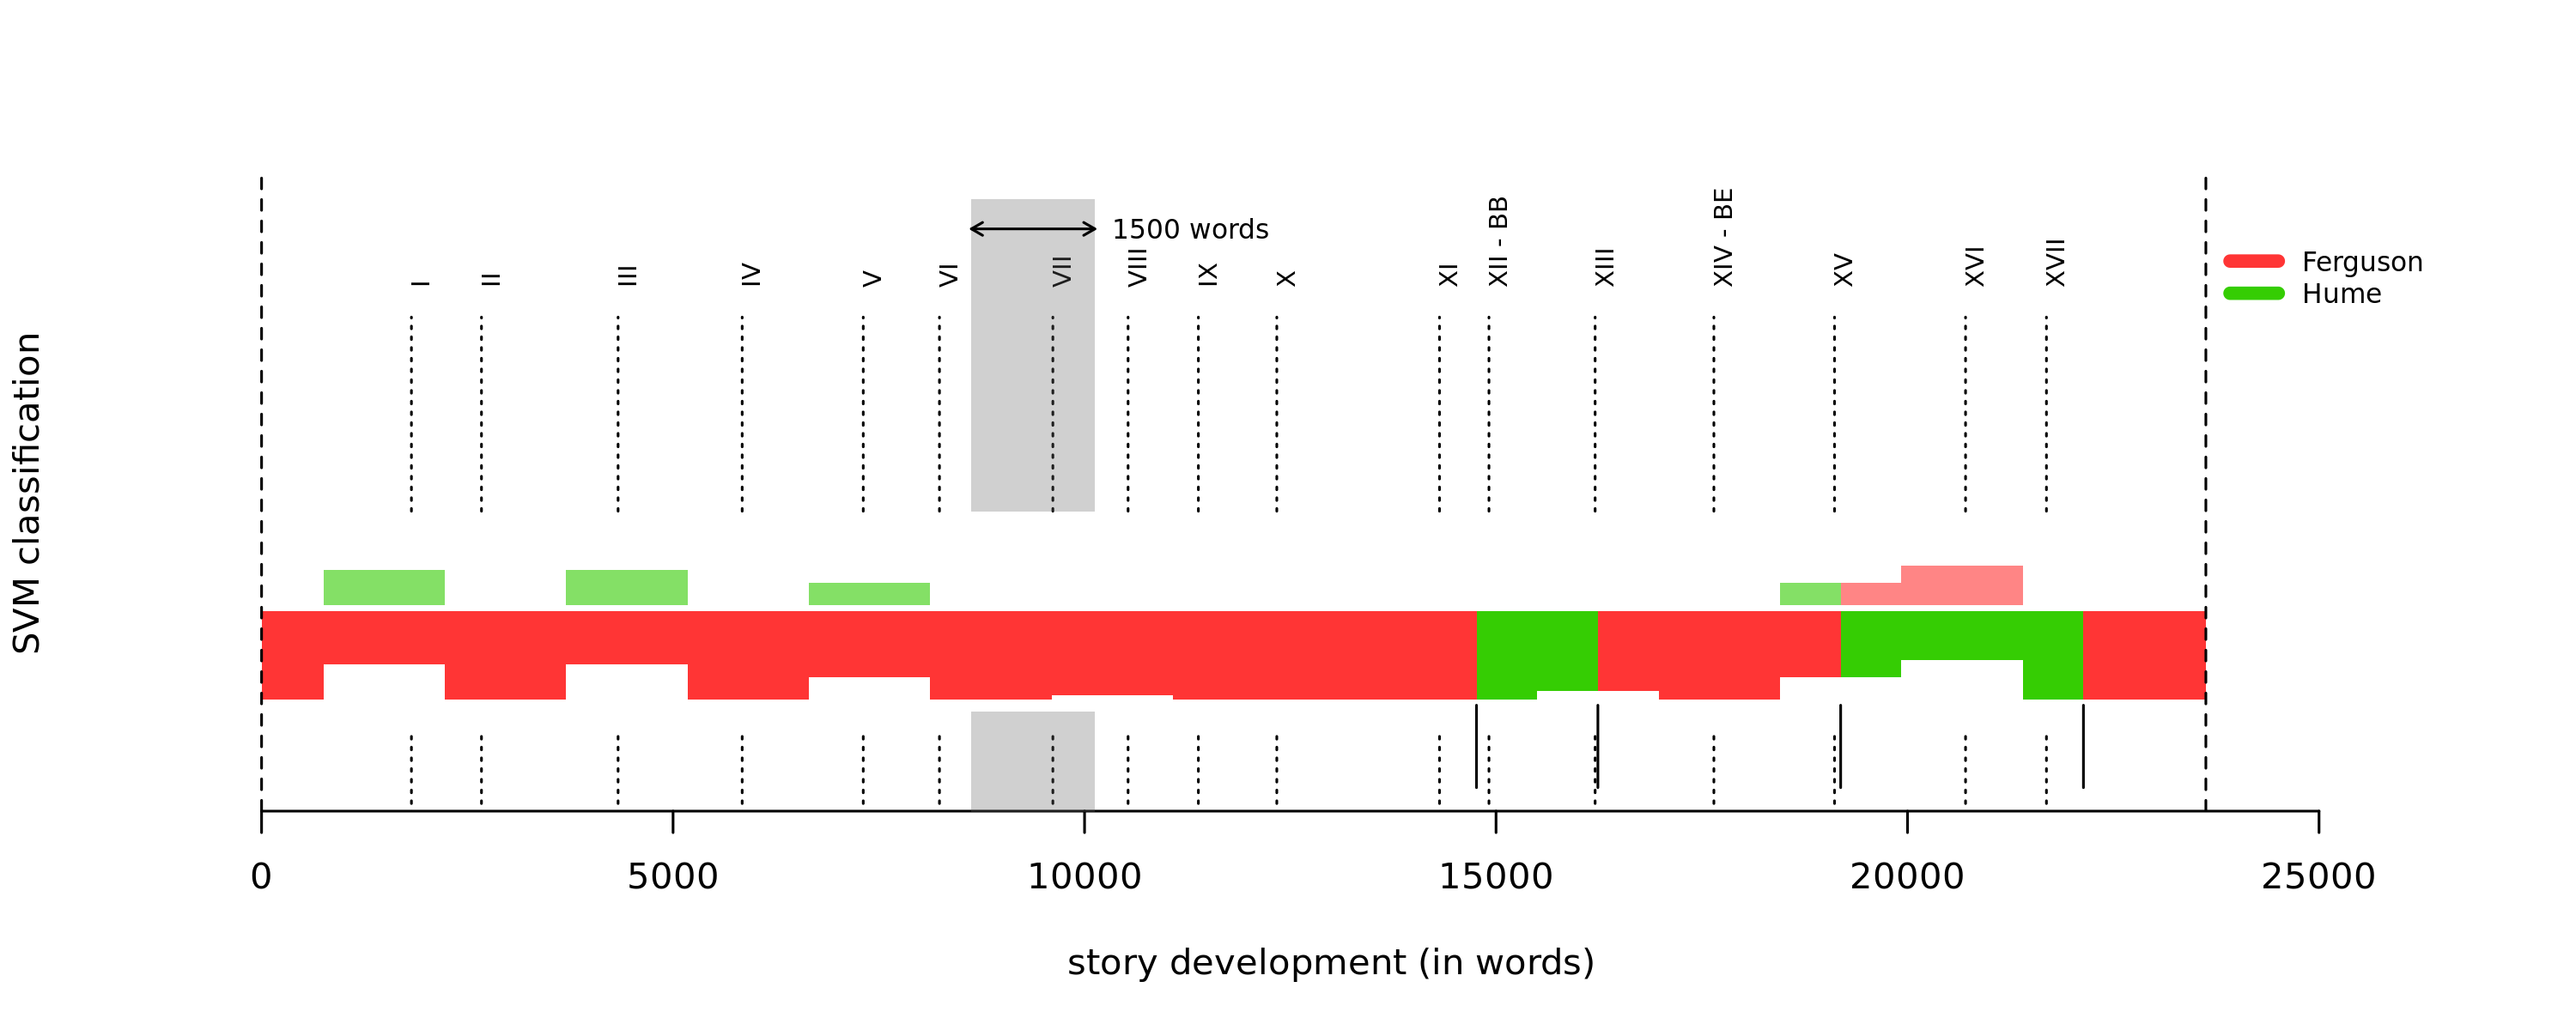 1500 words
I
II
III
IV
V
VI
VII
VIII
IX
X
XI
XII - BB
XIII
XIV - BE
XV
XVI
XVII
Ferguson
Hume
SVM classification
0
5000
10000
15000
20000
25000
story development (in words)